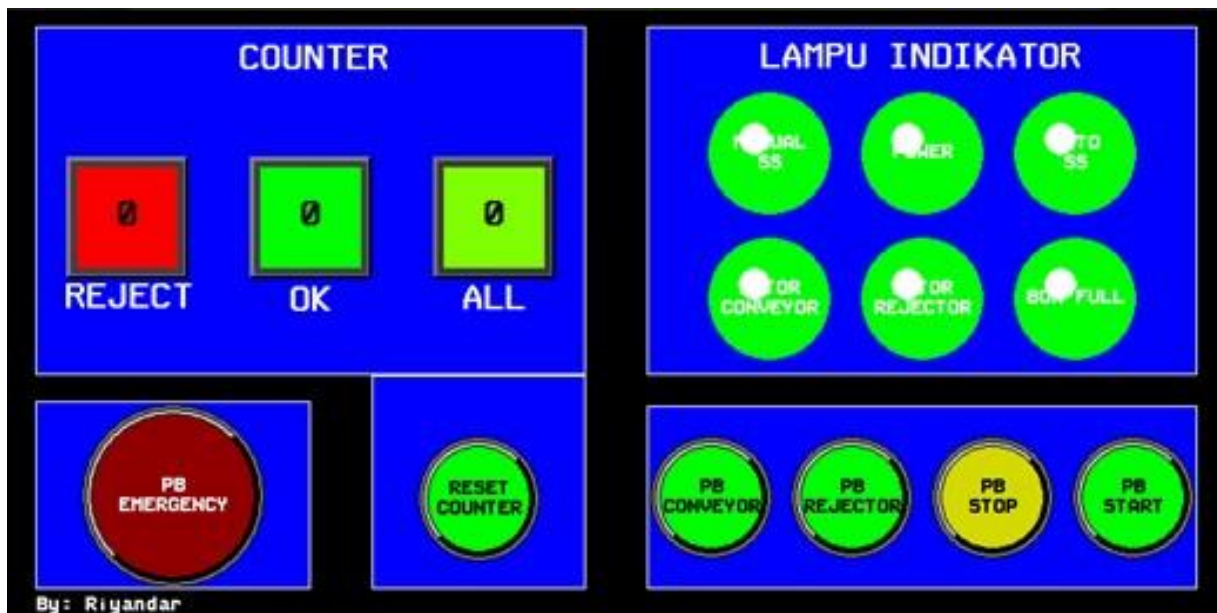 COUNTER
0
0
0
REJECT
OK
ALL
LAMPU INDIKATOR
SS
SS
CONVEYOR
REJECTOR
FULL
PB
EMERGENCY
RESET
COUNTER
PB
CONVEYOR
PB
REJECTOR
PB
STOP
PB
START
By: Riyandar